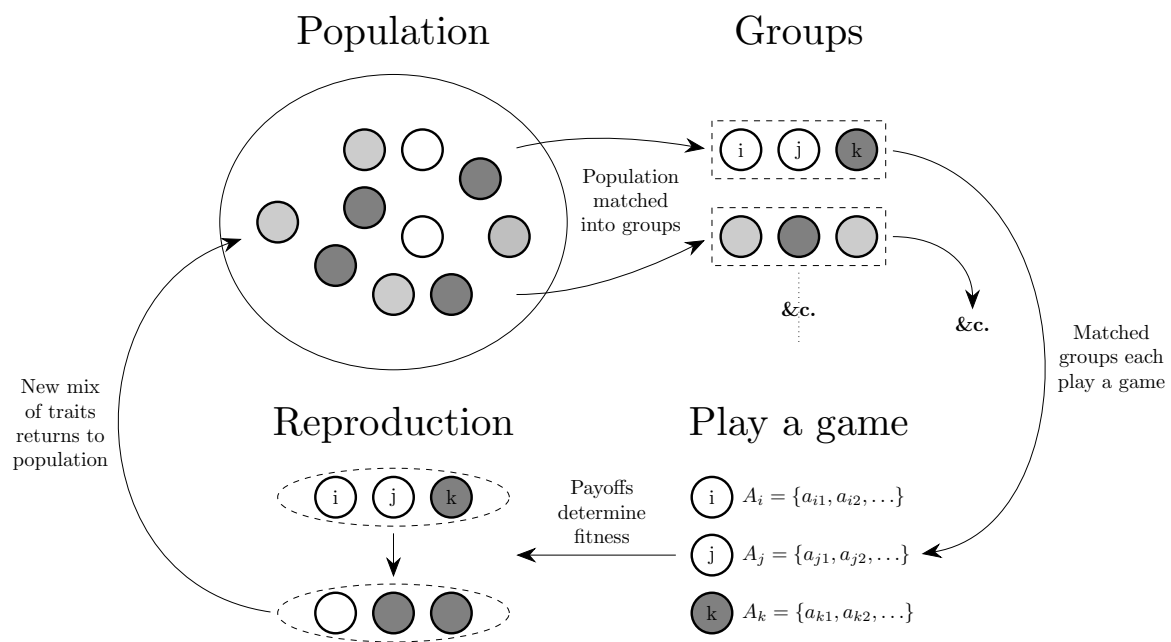 Population
Groups
i
j
k
Population
matched
into groups
&c.
&c.
Matched
groups each
play a game
New mix
of traits
returns to
population
Reproduction
Play a game
i
j
k
Payoffs
determine
fitness
i
A_i = {a_{i1}, a_{i2}, . . .}
j
A_j = {a_{j1}, a_{j2}, . . .}
k
A_k = {a_{k1}, a_{k2}, . . .}